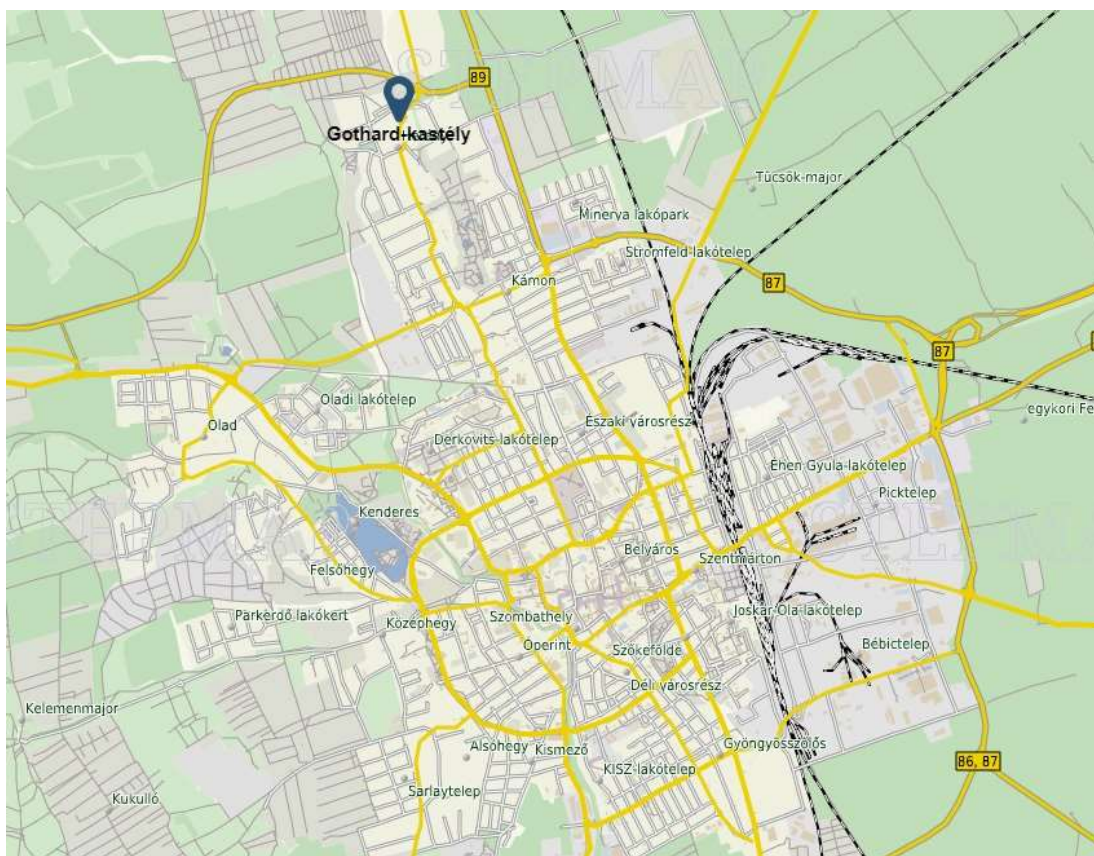 89
Gothard-kastély
Tücsök-major
Minerva lakópark
Stromfeld-lakótelep
Kámon
87
87
Oladi lakótelep
egykori Fe
Olad
Északi városrész
Derkovits-lakótelep
Éhen Gyula-lakótelep
Picktelep
Kenderes
Belváros
Szentmárton
Felsőhegy
Parkerdő lakókert
Középhegy
Szombathely
Joskar Ola-lakótelep
Óperint
Szőkefölde
Bébictelep
Déli városrész
Kelemenmajor
Alsóhegy
Kismező
Gyöngyösszőlős
86, 87
KISZ-lakótelep
Sarlaytelep
Kukulló